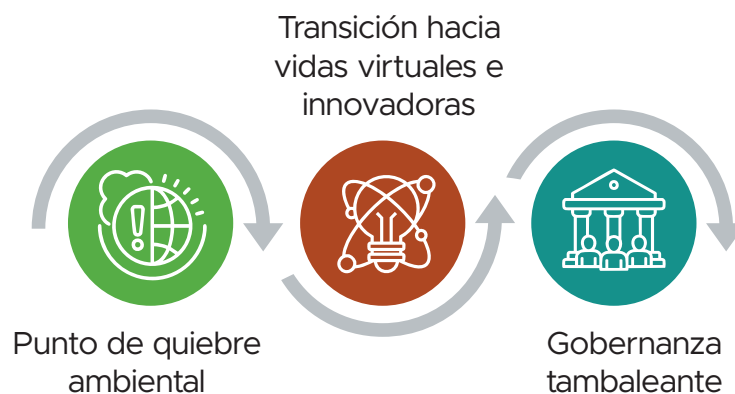 Transición hacia
vidas virtuales e
innovadoras
Punto de quiebre
ambiental
Gobernanza
tambaleante